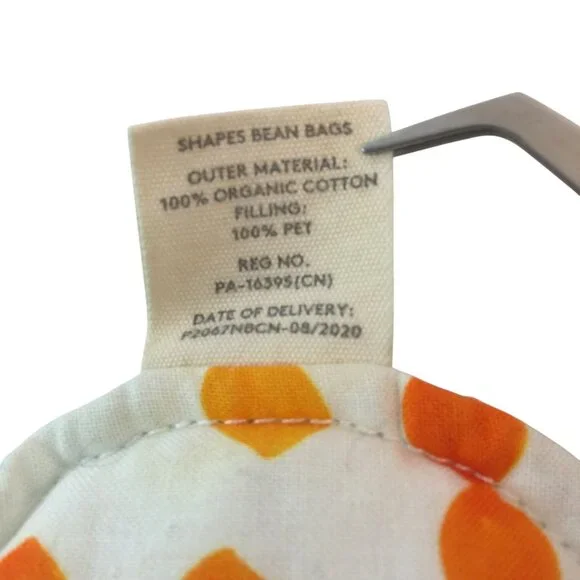 SHAPES BEAN BAGS
OUTER MATERIAL:
100% ORGANIC COTTON
FILLING:
100% PET
REG NO.
PA-16395(CN)
DATE OF DELIVERY:
P2067NBCN-08/2020